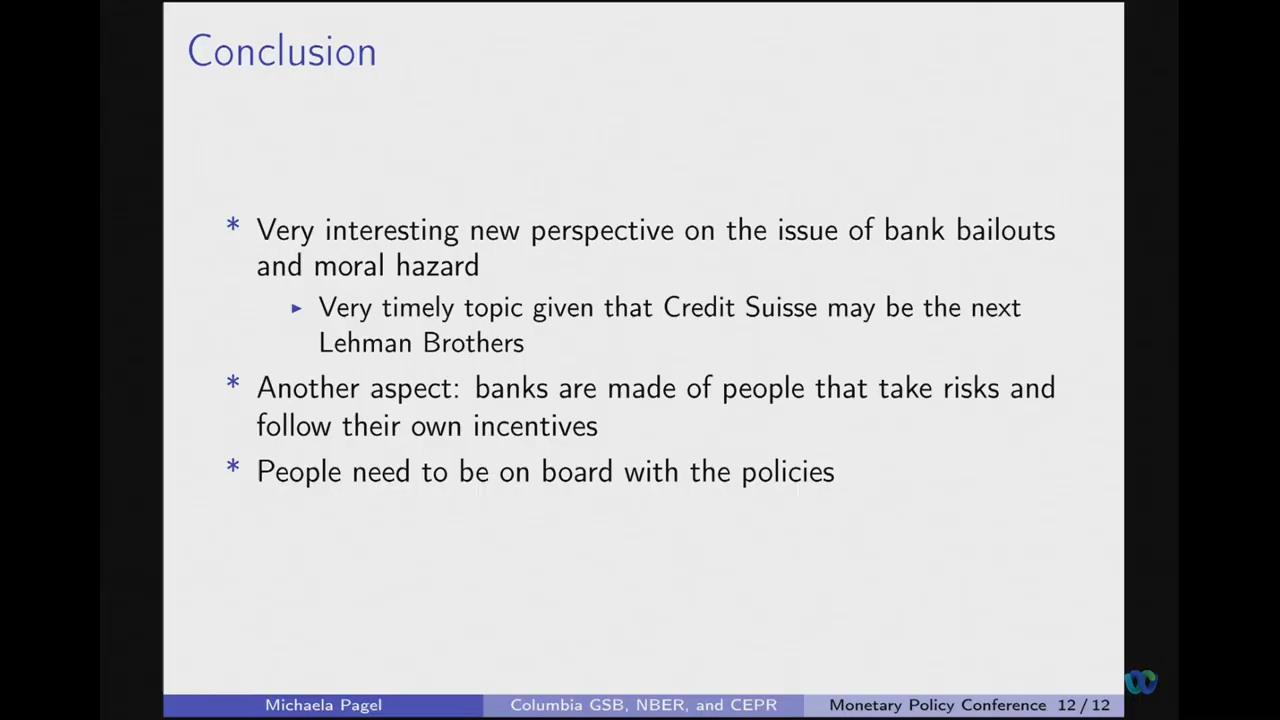 Conclusion
* Very interesting new perspective on the issue of bank bailouts
and moral hazard
▶ Very timely topic given that Credit Suisse may be the next
Lehman Brothers
* Another aspect: banks are made of people that take risks and
follow their own incentives
* People need to be on board with the policies
Michaela Pagel
Columbia GSB, NBER, and CEPR
Monetary Policy Conference 12 / 12